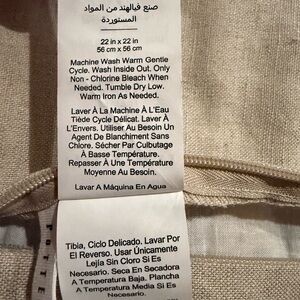 صنع فيالهند من المواد
المستوردة
22 in x 22 in
56 cm x 56 cm
Machine Wash Warm Gentle
Cycle. Wash Inside Out. Only
Non - Chlorine Bleach When
Needed. Tumble Dry Low.
Warm Iron As Needed.
Laver À La Machine À L'Eau
Tiède Cycle Délicat. Laver À
L'Envers. Utiliser Au Besoin Un
Agent De Blanchiment Sans
Chlore. Sécher Par Culbutage
À Basse Température.
Repasser À Une Température
Moyenne Au Besoin.
Lavar A Máquina En Agua
Tibia, Ciclo Delicado. Lavar Por
El Reverso. Usar Únicamente
Lejía Sin Cloro Si Es
Necesario. Seca En Secadora
A Temperatura Baja. Plancha
A Temperatura Media Si Es
Necesario.